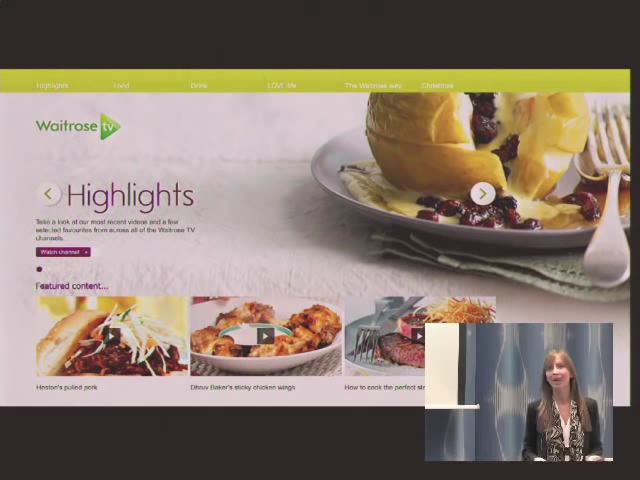 Highlights Food Drink LOVE life The Waitrose way Christmas
Waitrose tv
Highlights
Take a look at our most recent videos and a few
selected favourites from across all of the Waitrose TV
channels.
Watch channel
Featured content...
Heston's pulled pork Dhruv Baker's sticky chicken wings How to cook the perfect